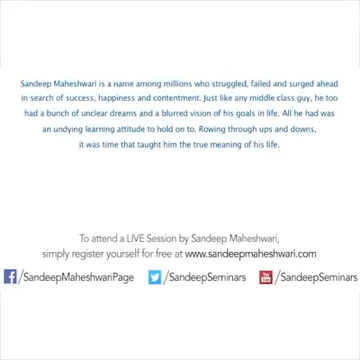 Sandeep Maheshwari is a name among millions who struggled, failed and surged ahead
in search of success, happiness and contentment. Just like any middle class guy, he too
had a bunch of unclear dreams and a blurred vision of his goals in life. All he had was
an undying learning attitude to hold on to. Rowing through ups and downs,
it was time that taught him the true meaning of his life.
To attend a LIVE Session by Sandeep Maheshwari,
simply register yourself for free at www.sandeepmaheshwari.com
f/SandeepMaheshwariPage /SandeepSeminars You Tube/SandeepSeminars